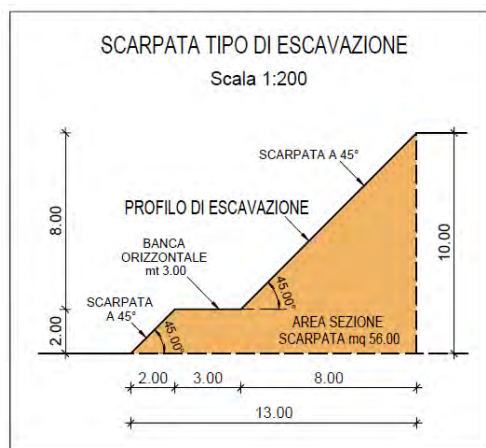 SCARPATA TIPO DI ESCAVAZIONE
Scala 1:200
SCARPATA A 45°
PROFILO DI ESCAVAZIONE
BANCA
ORIZZONTALE
mt 3.00
SCARPATA
A 45°
45.00°
45.00°
AREA SEZIONE
SCARPATA mq 56.00
8.00
2.00
10.00
2.00
3.00
8.00
13.00